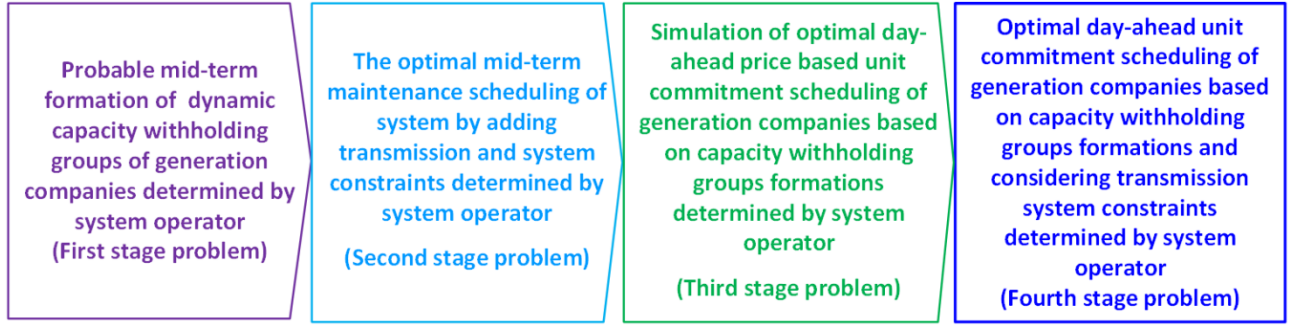 Probable mid-term
formation of dynamic
capacity withholding
groups of generation
companies determined by
system operator
(First stage problem)
The optimal mid-term
maintenance scheduling of
system by adding
transmission and system
constraints determined by
system operator
(Second stage problem)
Simulation of optimal day-
ahead price based unit
commitment scheduling of
generation companies based
on capacity withholding
groups formations
determined by system
operator
(Third stage problem)
Optimal day-ahead unit
commitment scheduling of
generation companies based
on capacity withholding
groups formations and
considering transmission
system constraints
determined by system
operator
(Fourth stage problem)